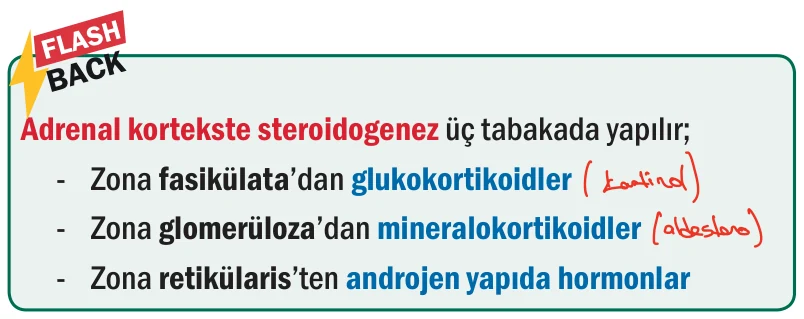 FLASH
BACK
Adrenal kortekste steroidogenez üç tabakada yapılır;
- Zona fasikülata’dan glukokortikoidler (kortizol)
- Zona glomerüloza’dan mineralokortikoidler (aldestero)
- Zona retikülaris’ten androjen yapıda hormonlar